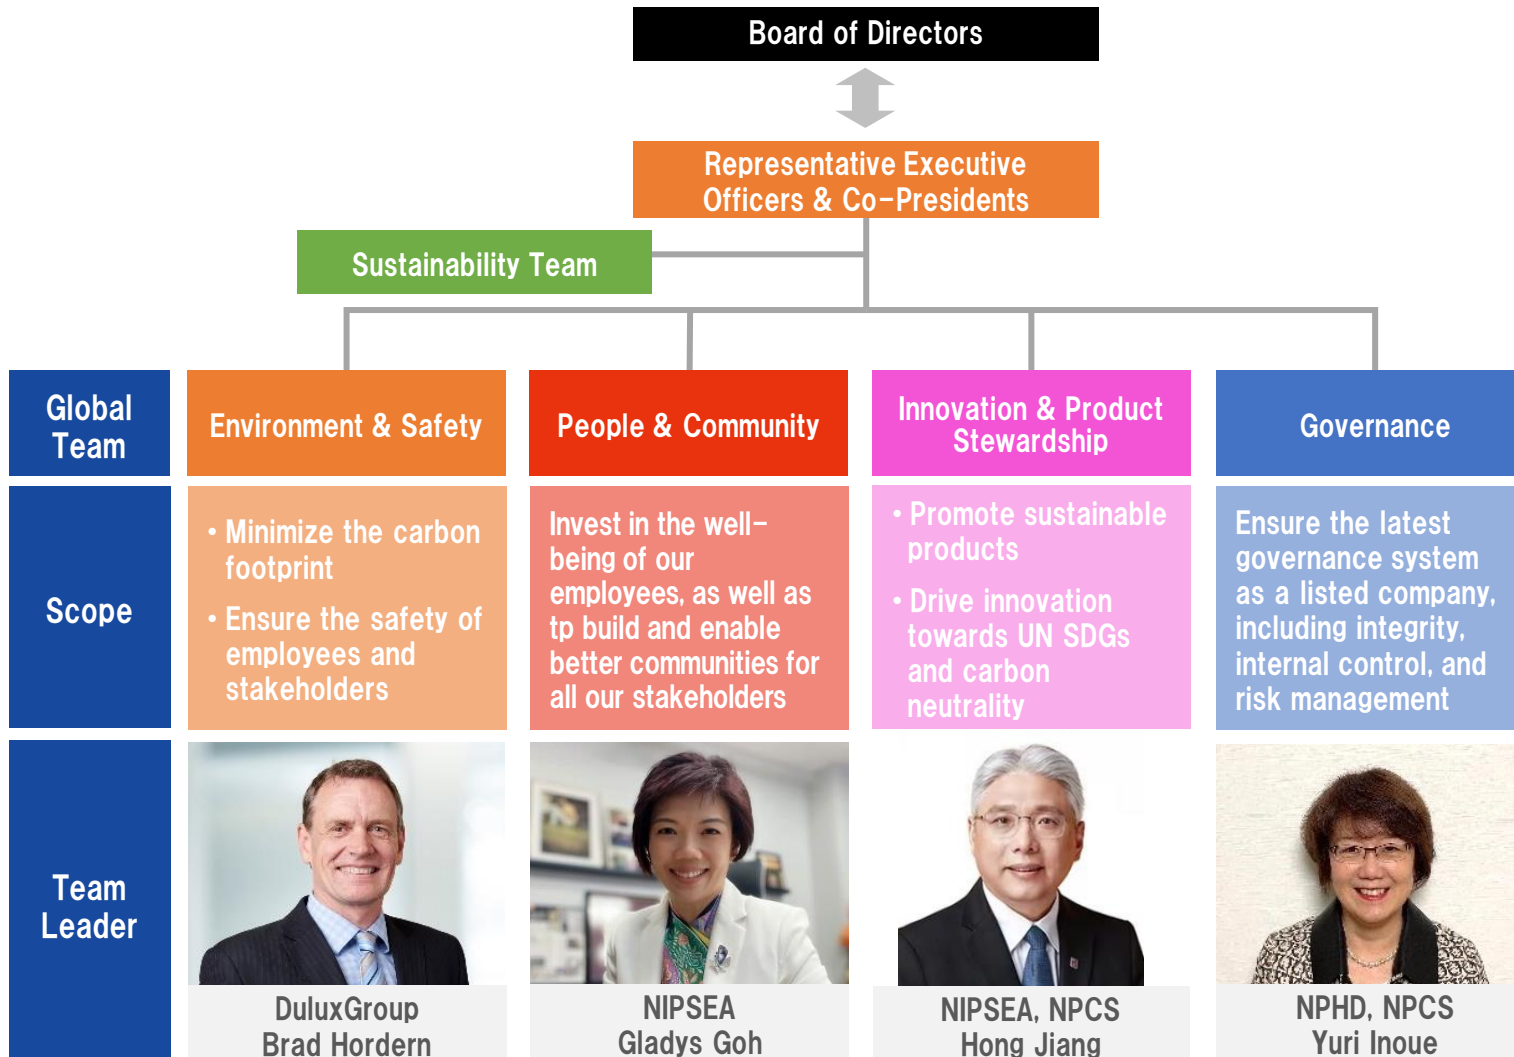 Board of Directors
Representative Executive
Officers & Co-Presidents
Sustainability Team
Global
Team
Environment & Safety
People & Community
Innovation & Product
Stewardship
Governance
Scope
• Minimize the carbon
footprint
• Ensure the safety of
employees and
stakeholders
Invest in the well-
being of our
employees, as well as
tp build and enable
better communities for
all our stakeholders
• Promote sustainable
products
• Drive innovation
towards UN SDGs
and carbon
neutrality
Ensure the latest
governance system
as a listed company,
including integrity,
internal control, and
risk management
Team
Leader
DuluxGroup
Brad Hordern
NIPSEA
Gladys Goh
NIPSEA, NPCS
Hong Jiang
NPHD, NPCS
Yuri Inoue